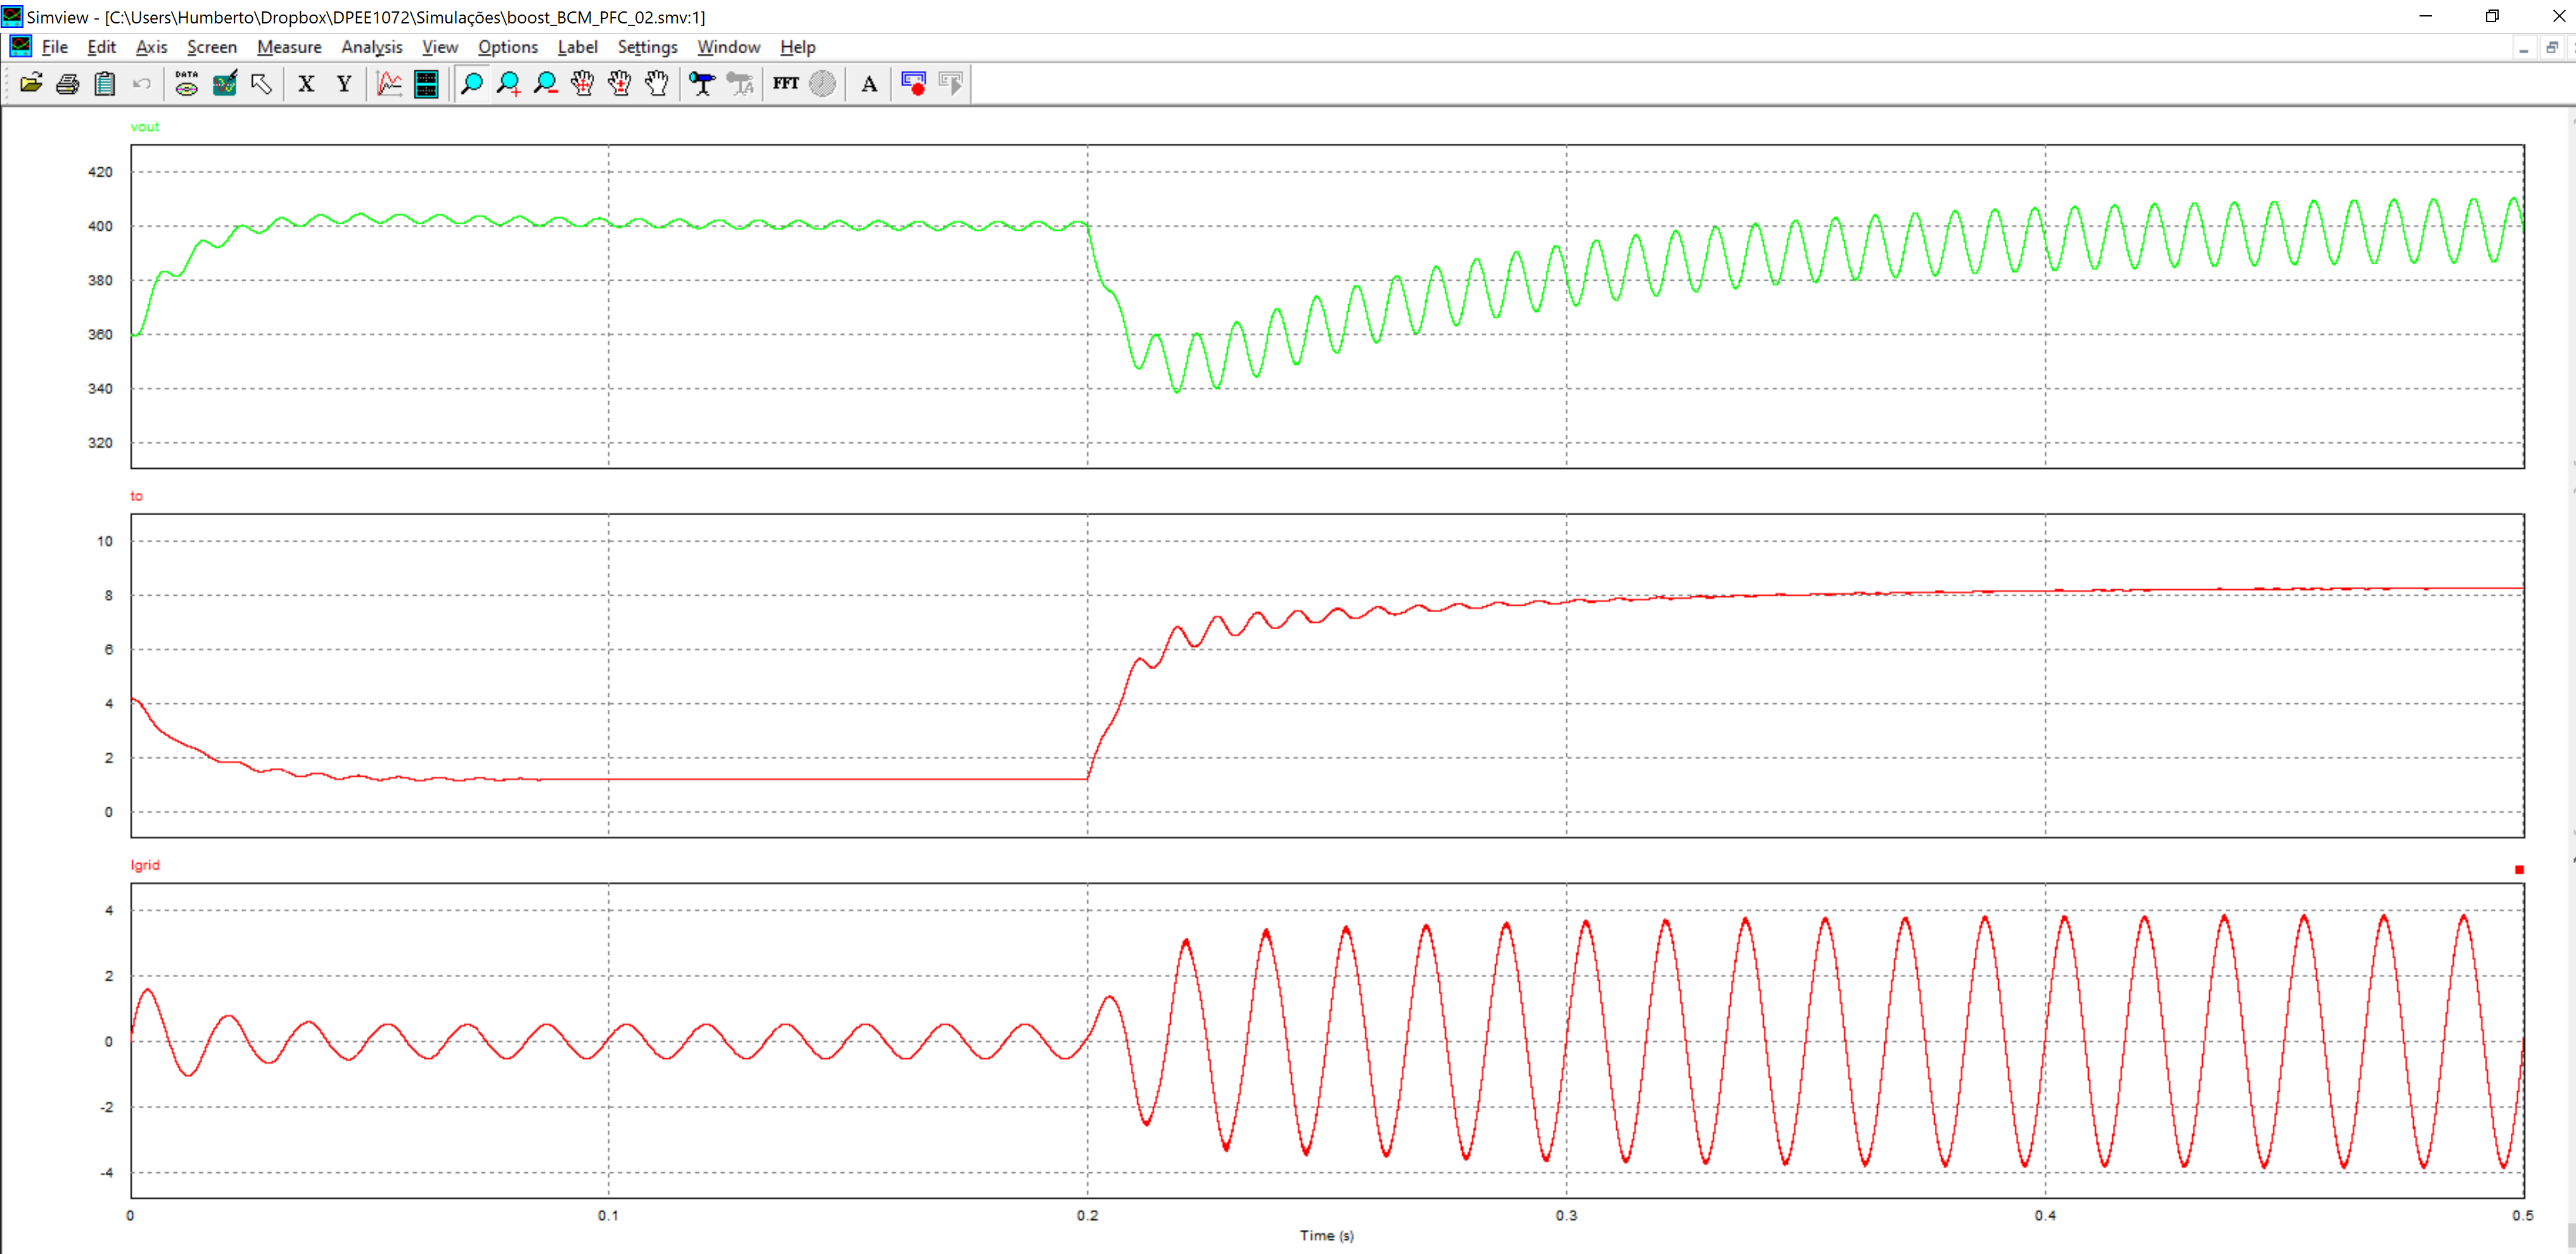 Simview - [C:\Users\Humberto\Dropbox\DPEE1072\Simulações\boost_BCM_PFC_02.smv:1]
File Edit Axis Screen Measure Analysis View Options Label Settings Window Help
DATA X Y TA FFT A
vout
420
400
380
360
340
320
to
10
8
6
4
2
0
Igrid
4
2
0
-2
-4
0 0.1 0.2 0.3 0.4 0.5
Time (s)